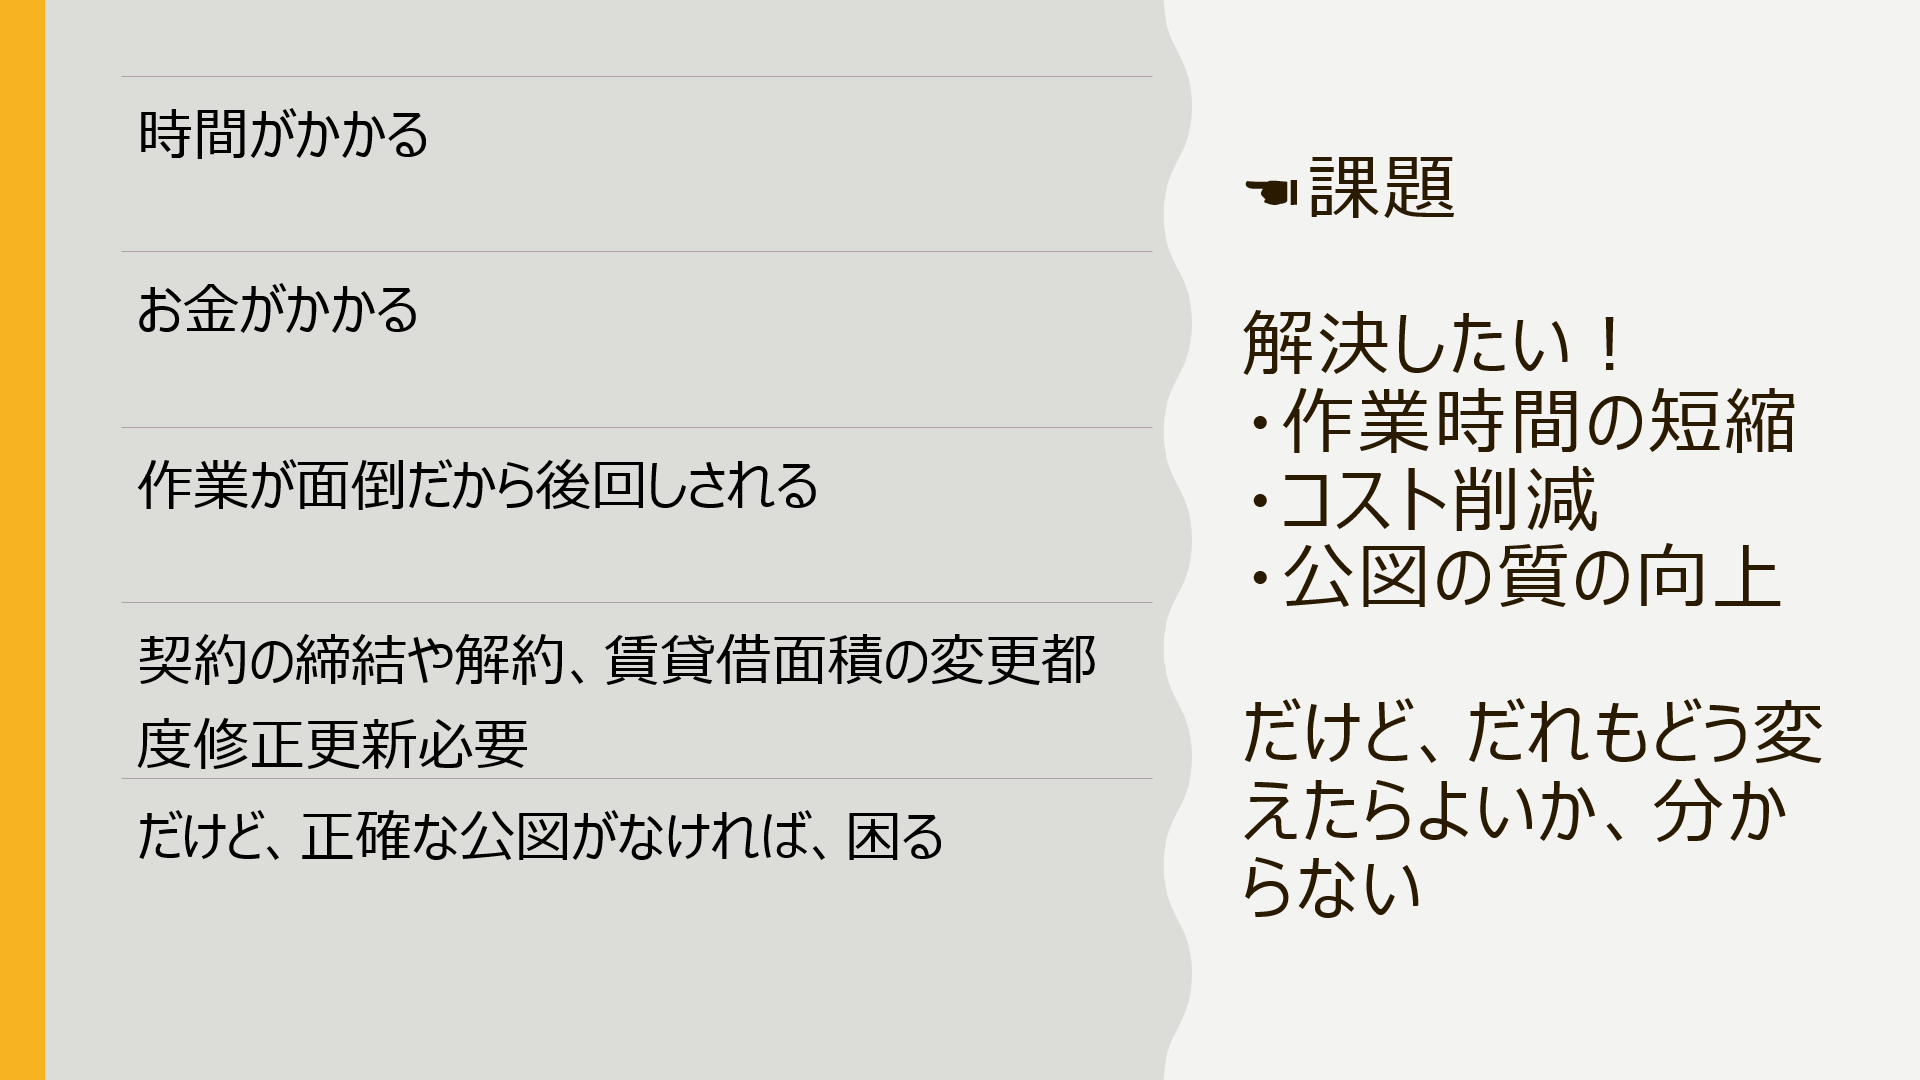 時間がかかる
お金がかかる
作業が面倒だから後回しされる
契約の締結や解約、賃貸借面積の変更都
度修正更新必要
だけど、正確な公図がなければ、困る
☚課題
解決したい！
・作業時間の短縮
・コスト削減
・公図の質の向上
だけど、だれもどう変
えたらよいか、分か
らない